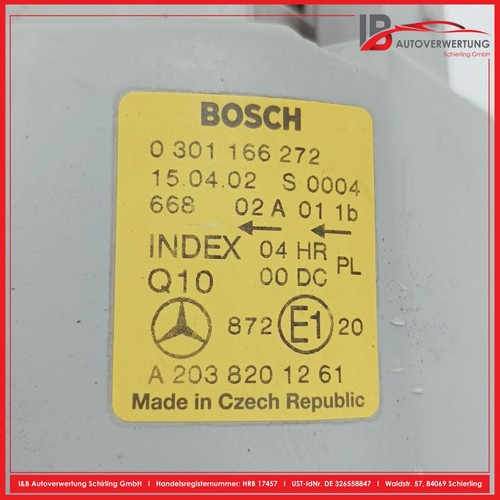 I&B AUTOVERWERTUNG
Schierling GmbH
BOSCH
0 301 166 272
15.04.02 S 0004
668 02 A 01 1b
INDEX 04 HR PL
Q10 00 DC
872 E1 20
A 203 820 12 61
Made in Czech Republic
I&B Autoverwertung Schirling GmbH | Handelsregisternummer: HRB 17457 | UST-IdNr. DE 326558847 | Waldstr. 57, 84069 Schierling